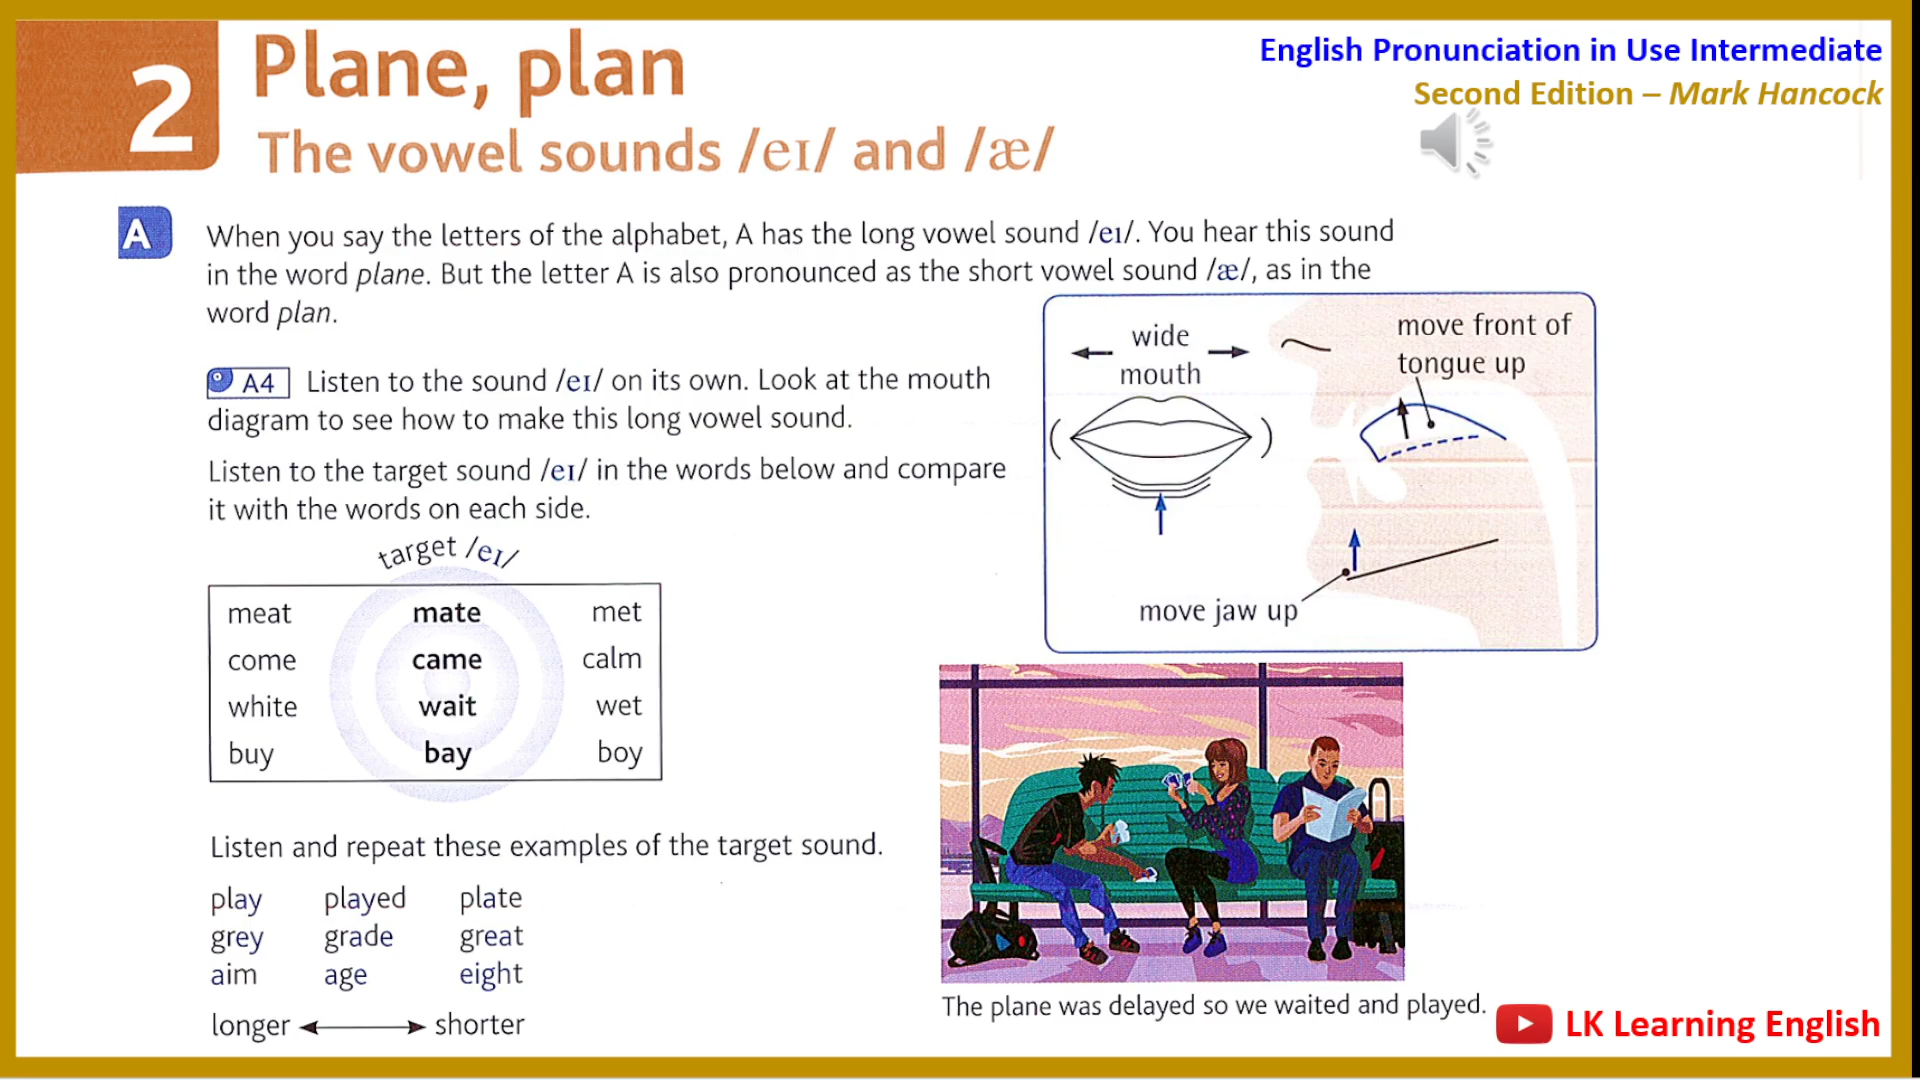 2
Plane, plan
The vowel sounds /eɪ/ and /æ/
English Pronunciation in Use Intermediate
Second Edition – Mark Hancock
A
When you say the letters of the alphabet, A has the long vowel sound /eɪ/. You hear this sound
in the word plane. But the letter A is also pronounced as the short vowel sound /æ/, as in the
word plan.
A4 Listen to the sound /eɪ/ on its own. Look at the mouth
diagram to see how to make this long vowel sound.
Listen to the target sound /eɪ/ in the words below and compare
it with the words on each side.
target /eɪ/
meat mate met
come came calm
white wait wet
buy bay boy
wide
mouth
move front of
tongue up
move jaw up
Listen and repeat these examples of the target sound.
play played plate
grey grade great
aim age eight
longer shorter
The plane was delayed so we waited and played.
LK Learning English